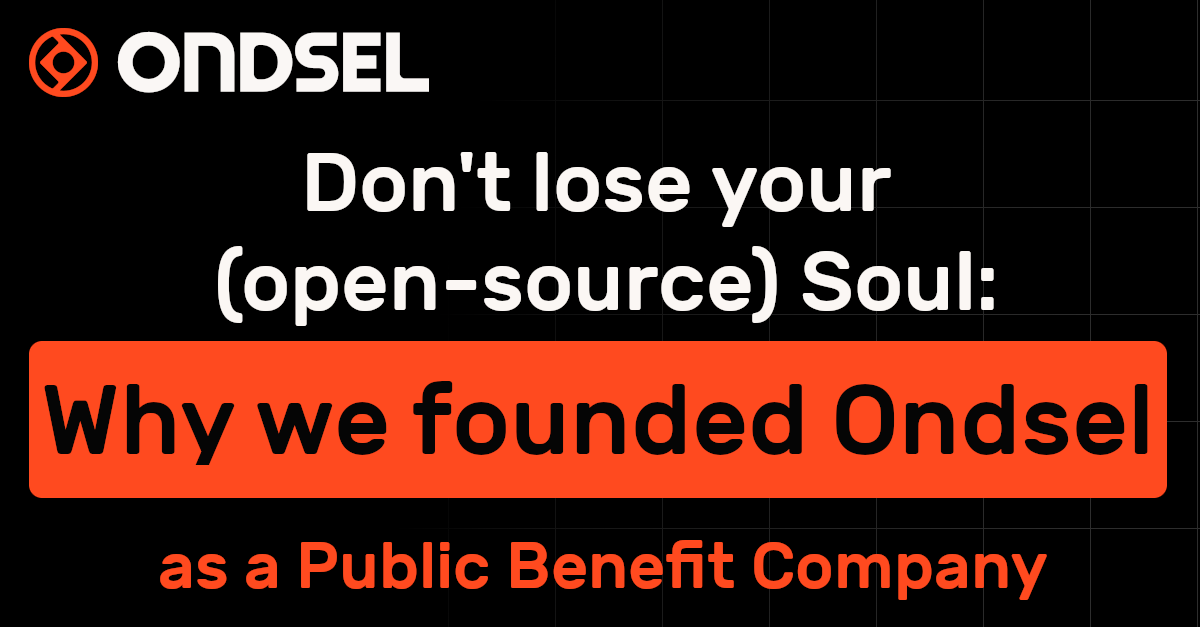 ONDSEL
Don't lose your
(open-source) Soul:
Why we founded Ondsel
as a Public Benefit Company